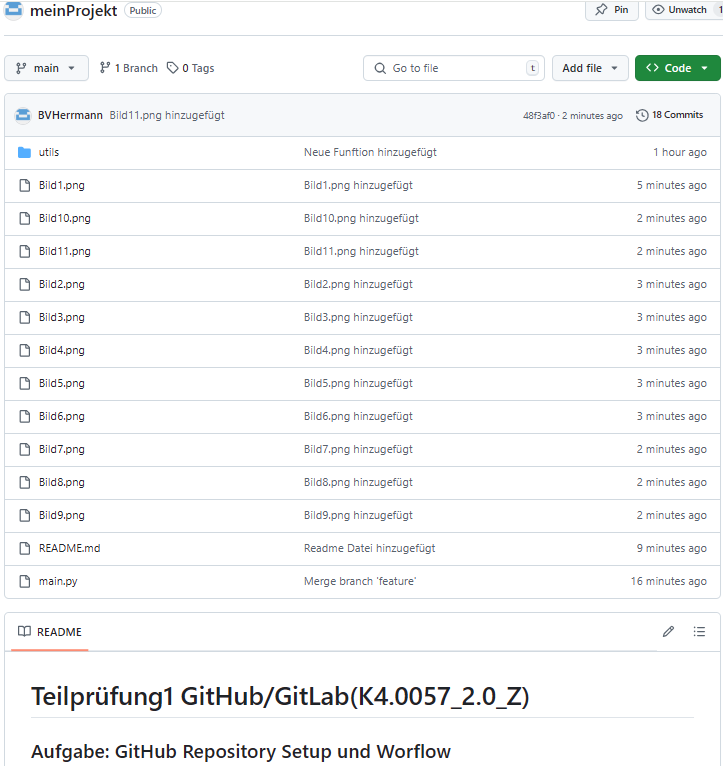 meinProjekt Public Pin Unwatch 1
main 1 Branch 0 Tags Go to file t Add file Code
BVHerrmann Bild11.png hinzugefügt 48f3af0 · 2 minutes ago 18 Commits
utils Neue Funftion hinzugefügt 1 hour ago
Bild1.png Bild1.png hinzugefügt 5 minutes ago
Bild10.png Bild10.png hinzugefügt 2 minutes ago
Bild11.png Bild11.png hinzugefügt 2 minutes ago
Bild2.png Bild2.png hinzugefügt 3 minutes ago
Bild3.png Bild3.png hinzugefügt 3 minutes ago
Bild4.png Bild4.png hinzugefügt 3 minutes ago
Bild5.png Bild5.png hinzugefügt 3 minutes ago
Bild6.png Bild6.png hinzugefügt 3 minutes ago
Bild7.png Bild7.png hinzugefügt 2 minutes ago
Bild8.png Bild8.png hinzugefügt 2 minutes ago
Bild9.png Bild9.png hinzugefügt 2 minutes ago
README.md Readme Datei hinzugefügt 9 minutes ago
main.py Merge branch 'feature' 16 minutes ago
README
Teilprüfung1 GitHub/GitLab(K4.0057_2.0_Z)
Aufgabe: GitHub Repository Setup und Worflow